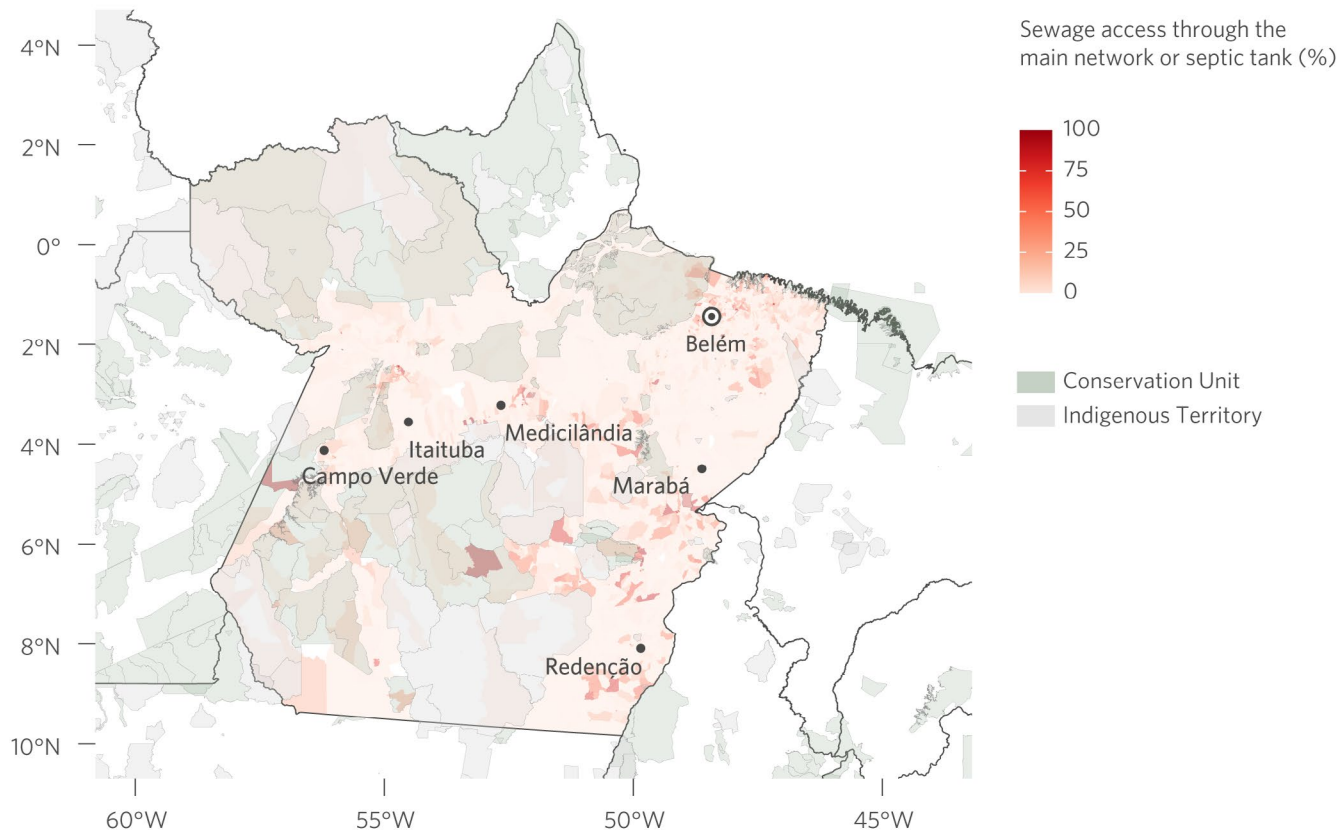 Sewage access through the
main network or septic tank (%)
100
75
50
25
0
Conservation Unit
Indigenous Territory
4°N
2°N
0°
2°N
4°N
6°N
8°N
10°N
60°W
55°W
50°W
45°W
Belém
Medicilândia
Itaituba
Campo Verde
Marabá
Redenção